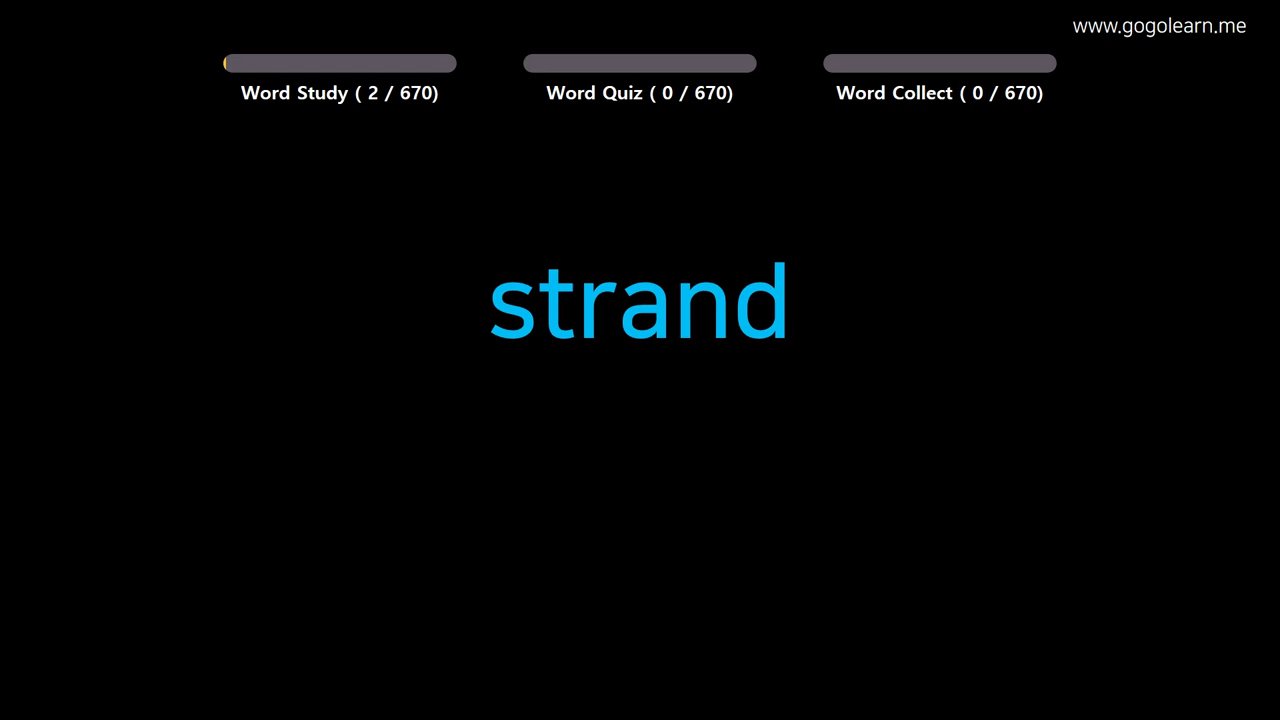 www.gogolearn.me
Word Study ( 2 / 670)
Word Quiz ( 0 / 670)
Word Collect ( 0 / 670)
strand